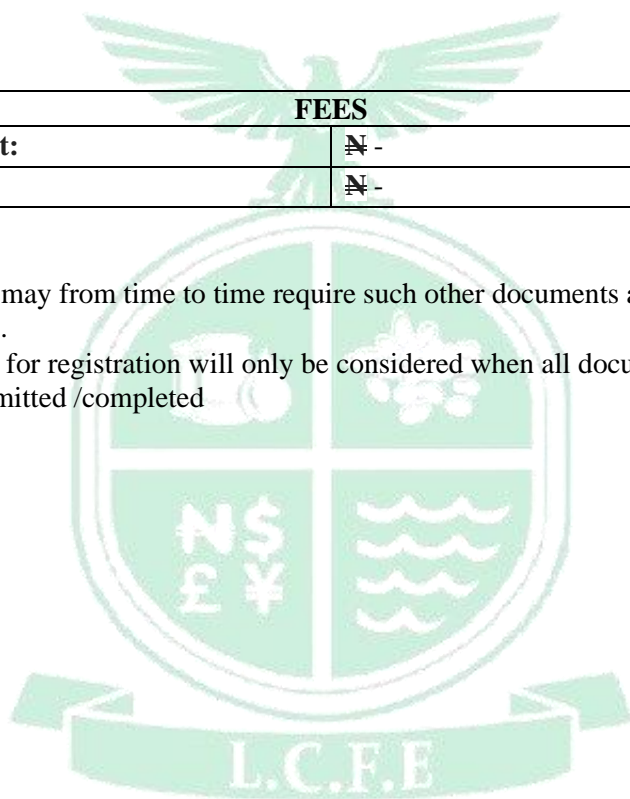 FEES
t: ₦ -
₦ -
may from time to time require such other documents a
.
for registration will only be considered when all docu
mitted /completed
₦$
£ ¥
L.C.F.E